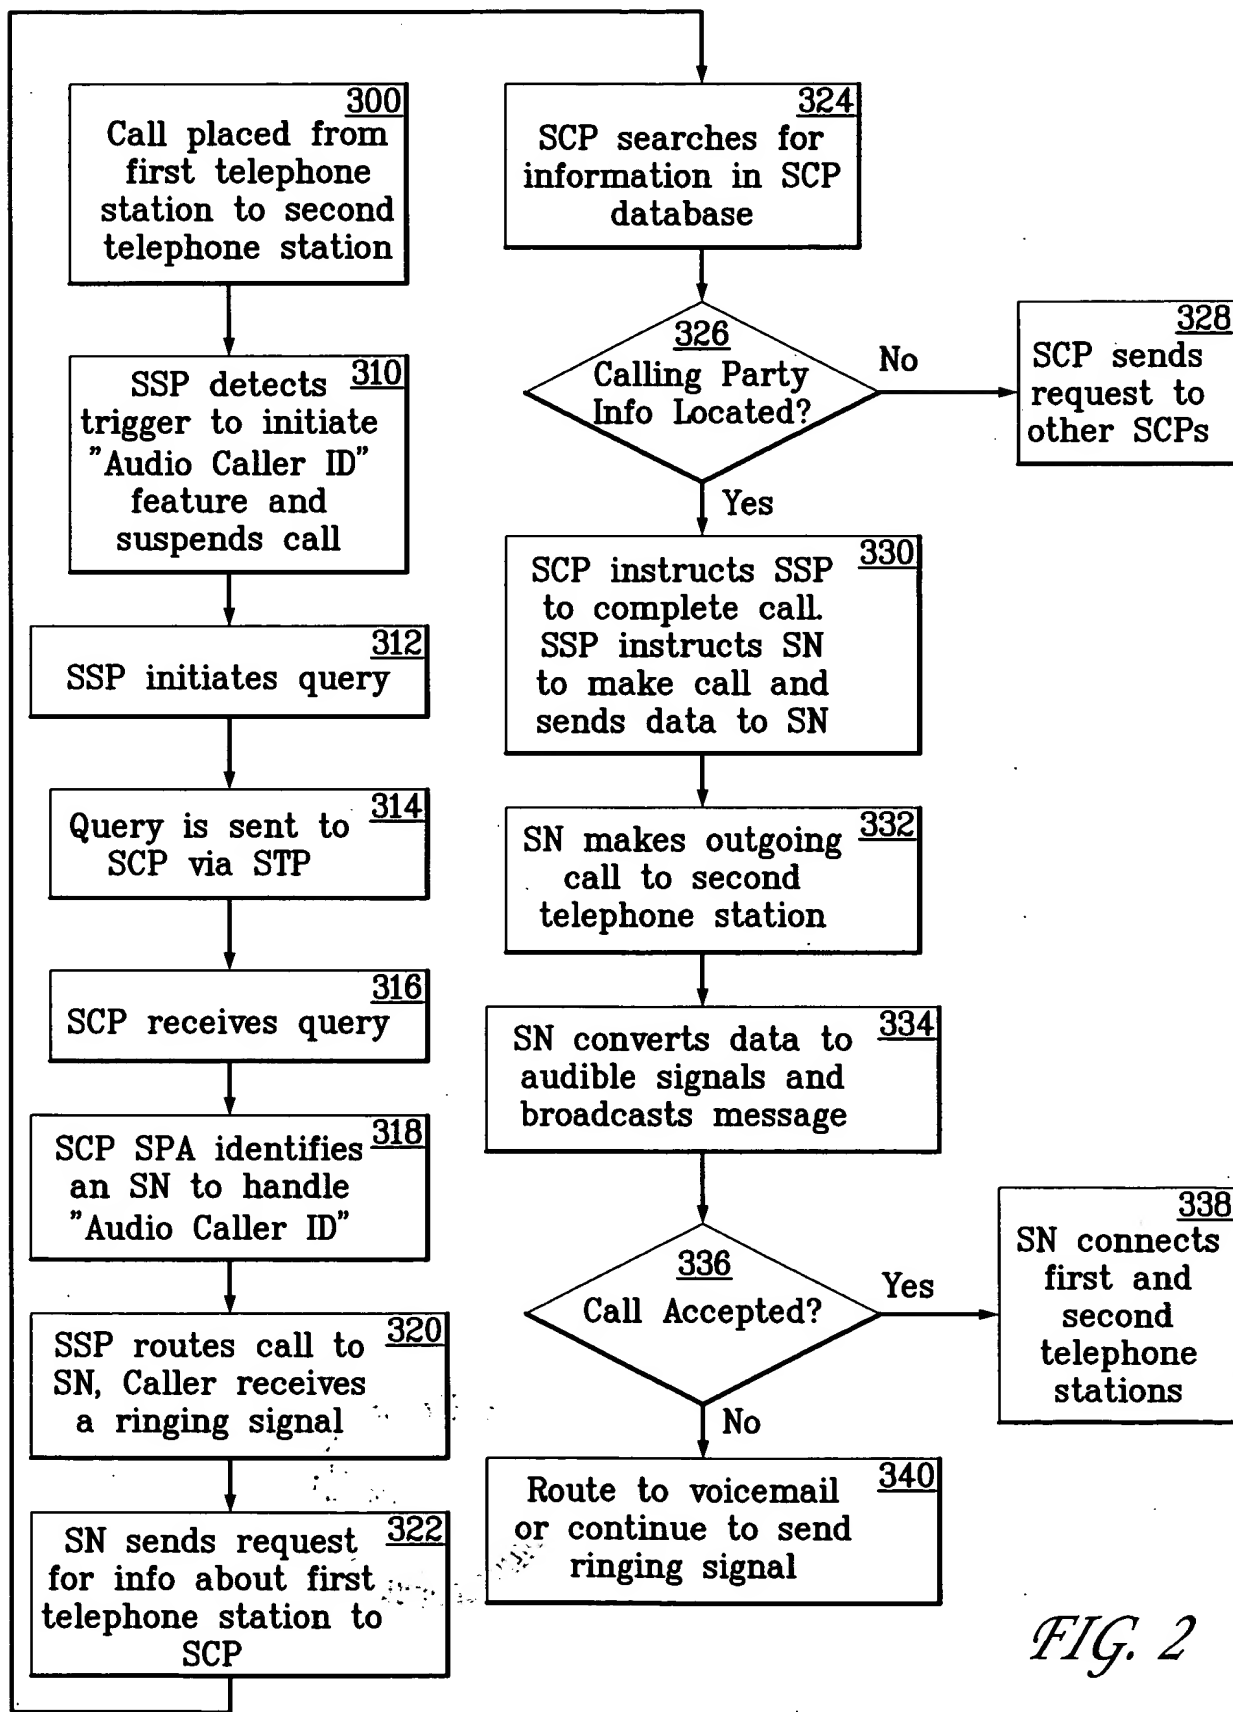 300
Call placed from
first telephone
station to second
telephone station
310
SSP detects
trigger to initiate
"Audio Caller ID"
feature and
suspends call
312
SSP initiates query
314
Query is sent to
SCP via STP
316
SCP receives query
318
SCP SPA identifies
an SN to handle
"Audio Caller ID"
320
SSP routes call to
SN, Caller receives
a ringing signal
322
SN sends request
for info about first
telephone station to
SCP
324
SCP searches for
information in SCP
database
326
Calling Party
Info Located?
No
328
SCP sends
request to
other SCPs
Yes
330
SCP instructs SSP
to complete call.
SSP instructs SN
to make call and
sends data to SN
332
SN makes outgoing
call to second
telephone station
334
SN converts data to
audible signals and
broadcasts message
336
Call Accepted?
Yes
338
SN connects
first and
second
telephone
stations
No
340
Route to voicemail
or continue to send
ringing signal
FIG. 2